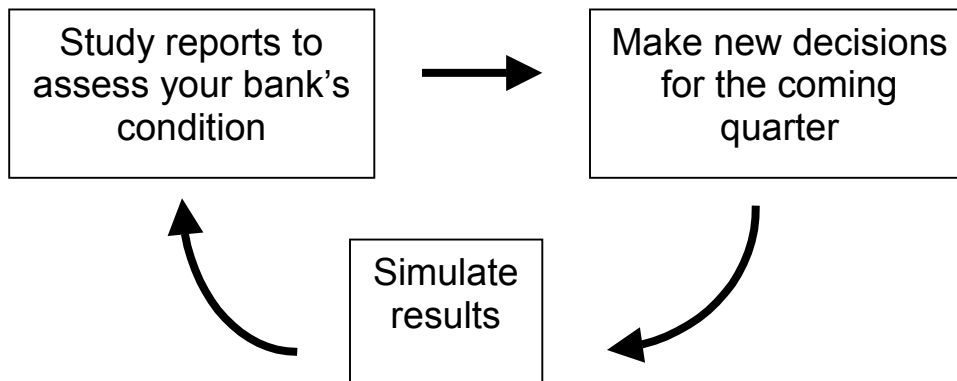 Study reports to
assess your bank’s
condition
Make new decisions
for the coming
quarter
Simulate
results